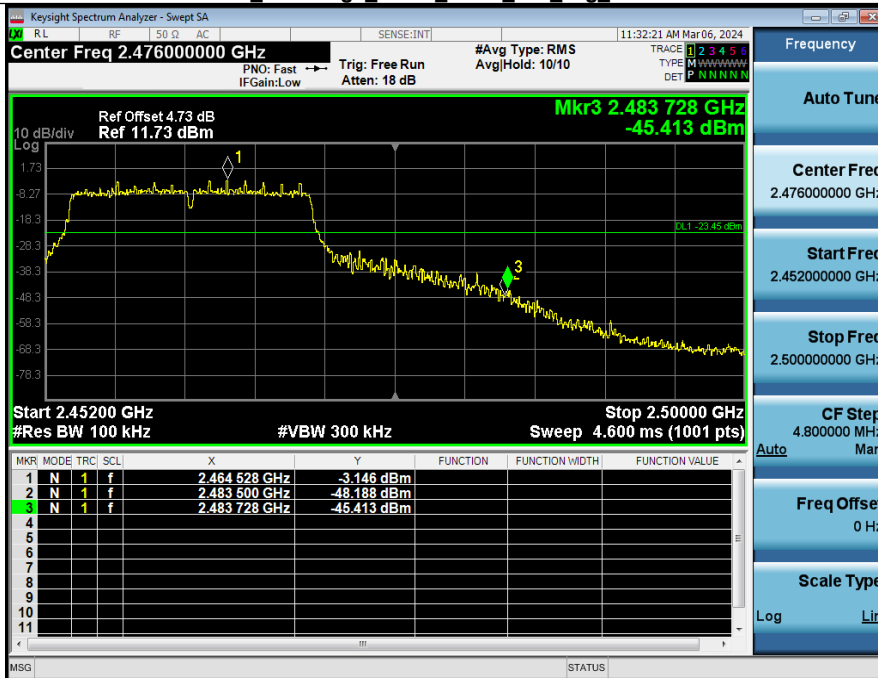 Keysight Spectrum Analyzer - Swept SA
LXI RL RF 50 Ω AC SENSE:INT 11:32:21 AM Mar 06, 2024
Center Freq 2.476000000 GHz
PNO: Fast
IFGain:Low
Trig: Free Run
Atten: 18 dB
#Avg Type: RMS
Avg|Hold: 10/10
TRACE 1 2 3 4 5 6
TYPE M WWWWW
DET P N N N N N
Ref Offset 4.73 dB
10 dB/div Ref 11.73 dBm
Log
Mkr3 2.483 728 GHz
-45.413 dBm
1.73
-8.27
-18.3
-28.3
-38.3
-48.3
-58.3
-68.3
-78.3
1
3
DL1 -23.45 dBm
Start 2.45200 GHz Stop 2.50000 GHz
#Res BW 100 kHz #VBW 300 kHz Sweep 4.600 ms (1001 pts)
MKR MODE TRC SCL X Y FUNCTION FUNCTION WIDTH FUNCTION VALUE
1 N 1 f 2.464 528 GHz -3.146 dBm
2 N 1 f 2.483 500 GHz -48.188 dBm
3 N 1 f 2.483 728 GHz -45.413 dBm
4
5
6
7
8
9
10
11
MSG STATUS
Frequency
Auto Tune
Center Freq
2.476000000 GHz
Start Freq
2.452000000 GHz
Stop Freq
2.500000000 GHz
CF Step
4.800000 MHz
Auto Man
Freq Offset
0 Hz
Scale Type
Log Lin